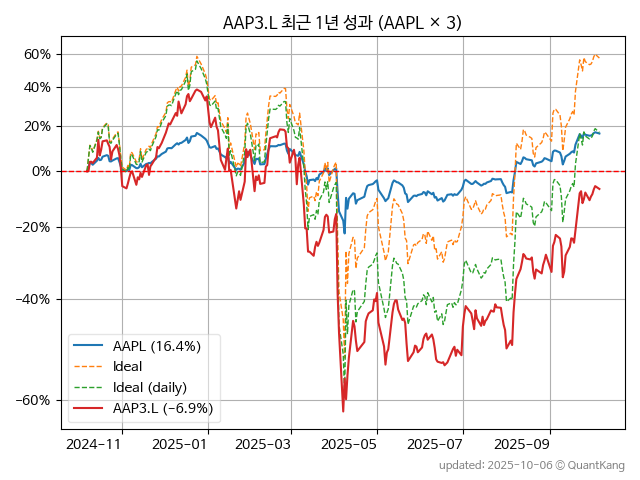 AAP3.L 최근 1년 성과 (AAPL × 3)
60%
40%
20%
0%
−20%
−40%
−60%
AAPL (16.4%)
Ideal
Ideal (daily)
AAP3.L (−6.9%)
2024-11
2025-01
2025-03
2025-05
2025-07
2025-09
updated: 2025-10-06 © QuantKang